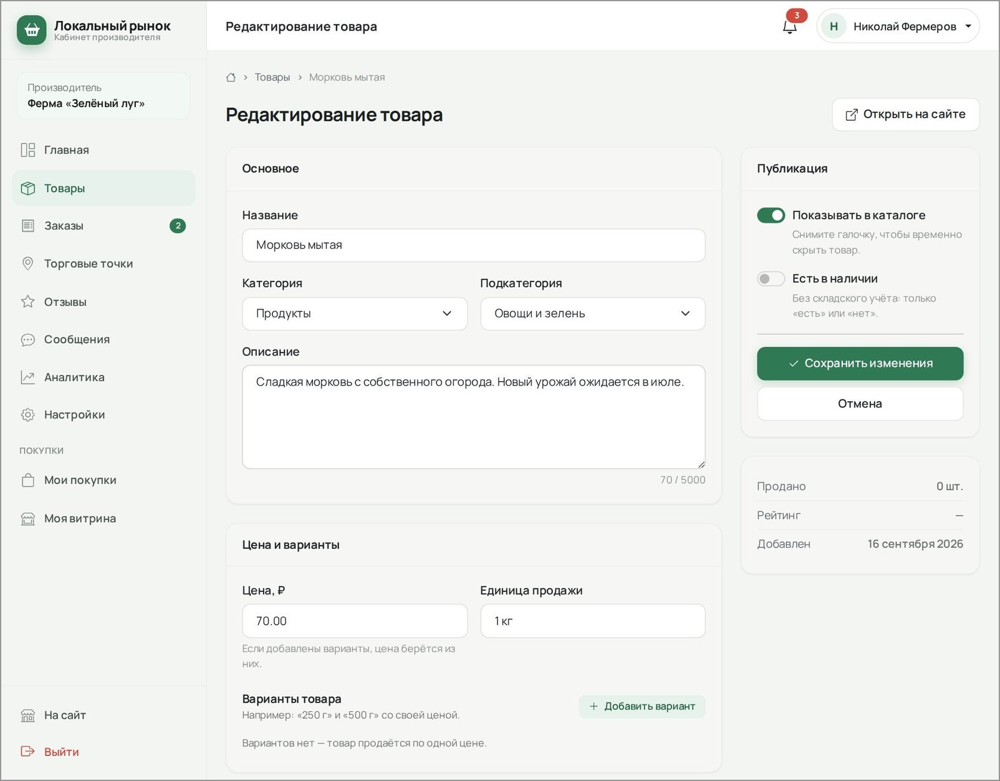 Локальный рынок
Кабинет производителя
Производитель
Ферма «Зелёный луг»
Главная
Товары
Заказы
2
Торговые точки
Отзывы
Сообщения
Аналитика
Настройки
ПОКУПКИ
Мои покупки
Моя витрина
На сайт
Выйти
Редактирование товара
3
Н
Николай Фермеров
Товары
Морковь мытая
Редактирование товара
Открыть на сайте
Основное
Название
Морковь мытая
Категория
Подкатегория
Продукты
Овощи и зелень
Описание
Сладкая морковь с собственного огорода. Новый урожай ожидается в июле.
70 / 5000
Цена и варианты
Цена, ₽
Единица продажи
70.00
1 кг
Если добавлены варианты, цена берётся из
них.
Варианты товара
Например: «250 г» и «500 г» со своей ценой.
+ Добавить вариант
Вариантов нет — товар продаётся по одной цене.
Публикация
Показывать в каталоге
Снимите галочку, чтобы временно
скрыть товар.
Есть в наличии
Без складского учёта: только
«есть» или «нет».
Сохранить изменения
Отмена
Продано
0 шт.
Рейтинг
—
Добавлен
16 сентября 2026